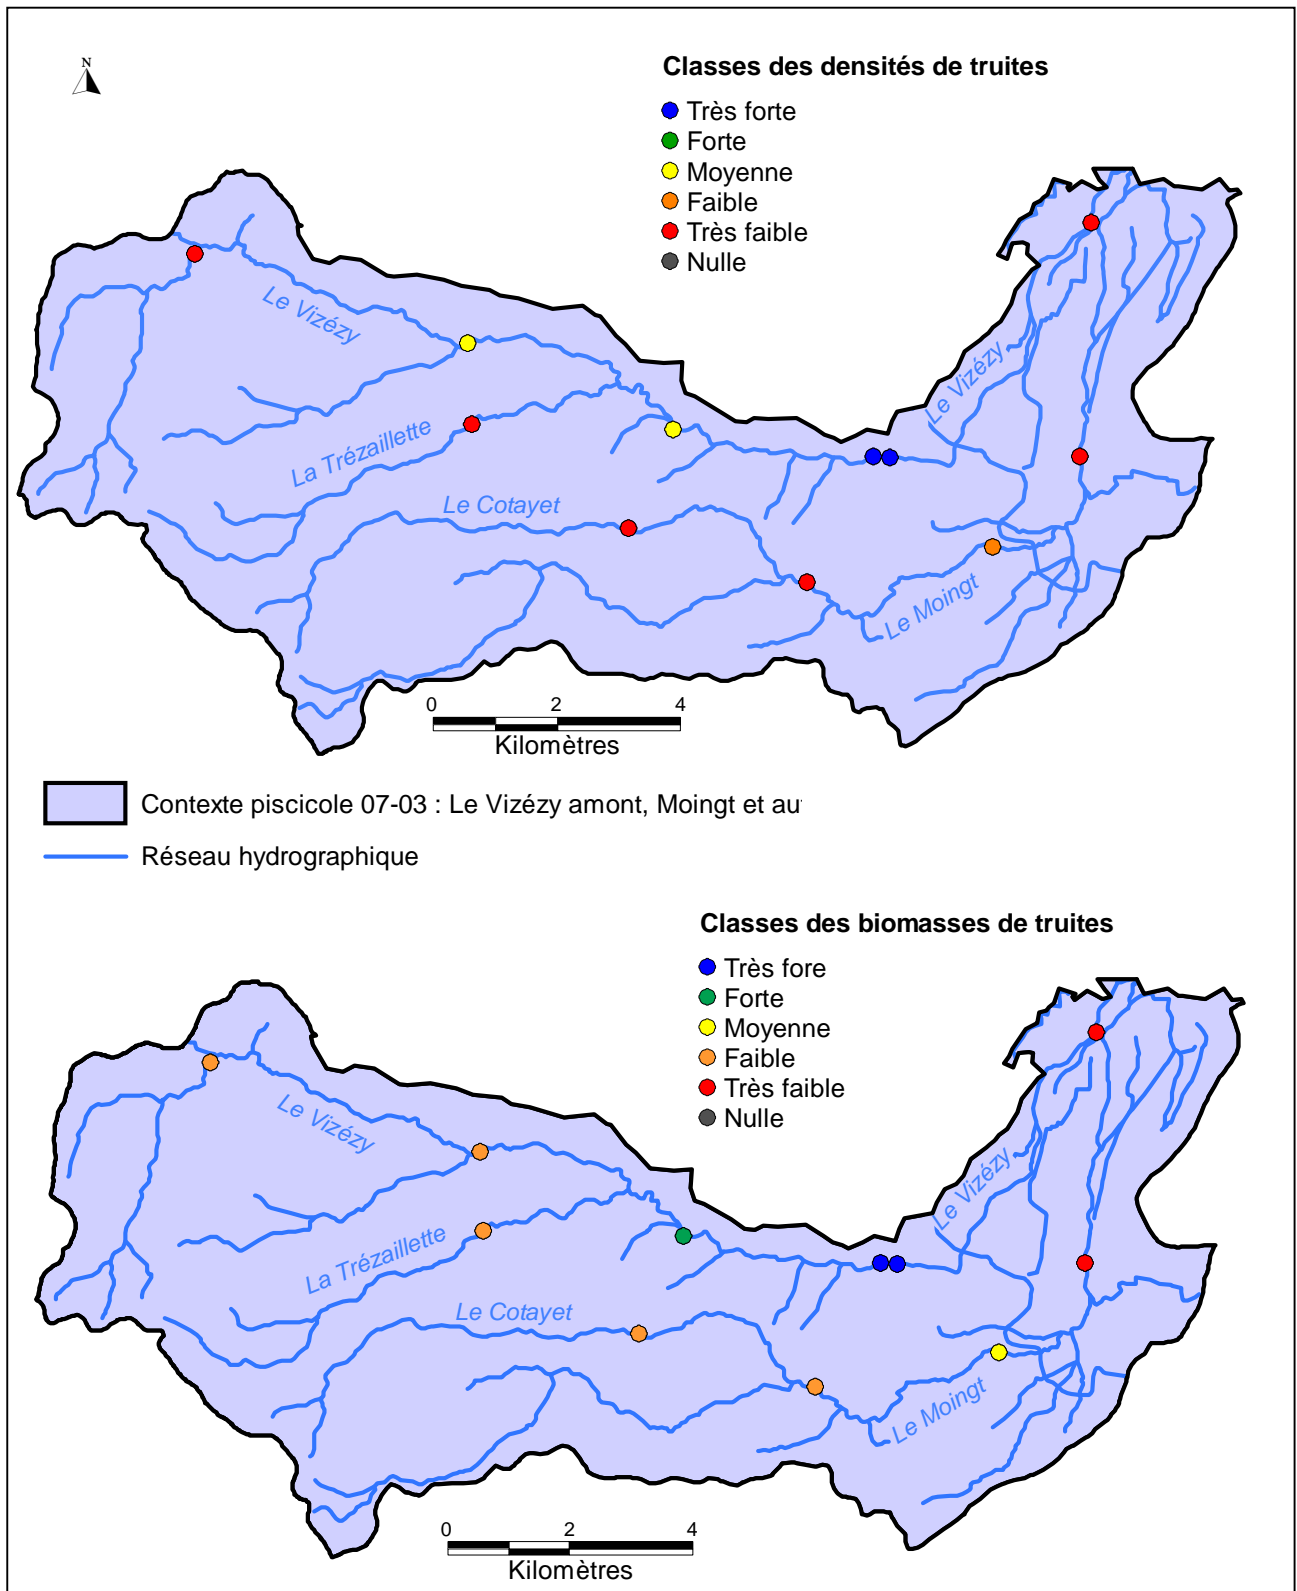 N
Classes des densités de truites
Très forte
Forte
Moyenne
Faible
Très faible
Nulle
Le Vizézy
Le Vizézy
La Trézaillette
Le Cotayet
Le Moingt
0 2 4
Kilomètres
Contexte piscicole 07-03 : Le Vizézy amont, Moingt et au
Réseau hydrographique
Classes des biomasses de truites
Très fore
Forte
Moyenne
Faible
Très faible
Nulle
Le Vizézy
Le Vizézy
La Trézaillette
Le Cotayet
Le Moingt
0 2 4
Kilomètres